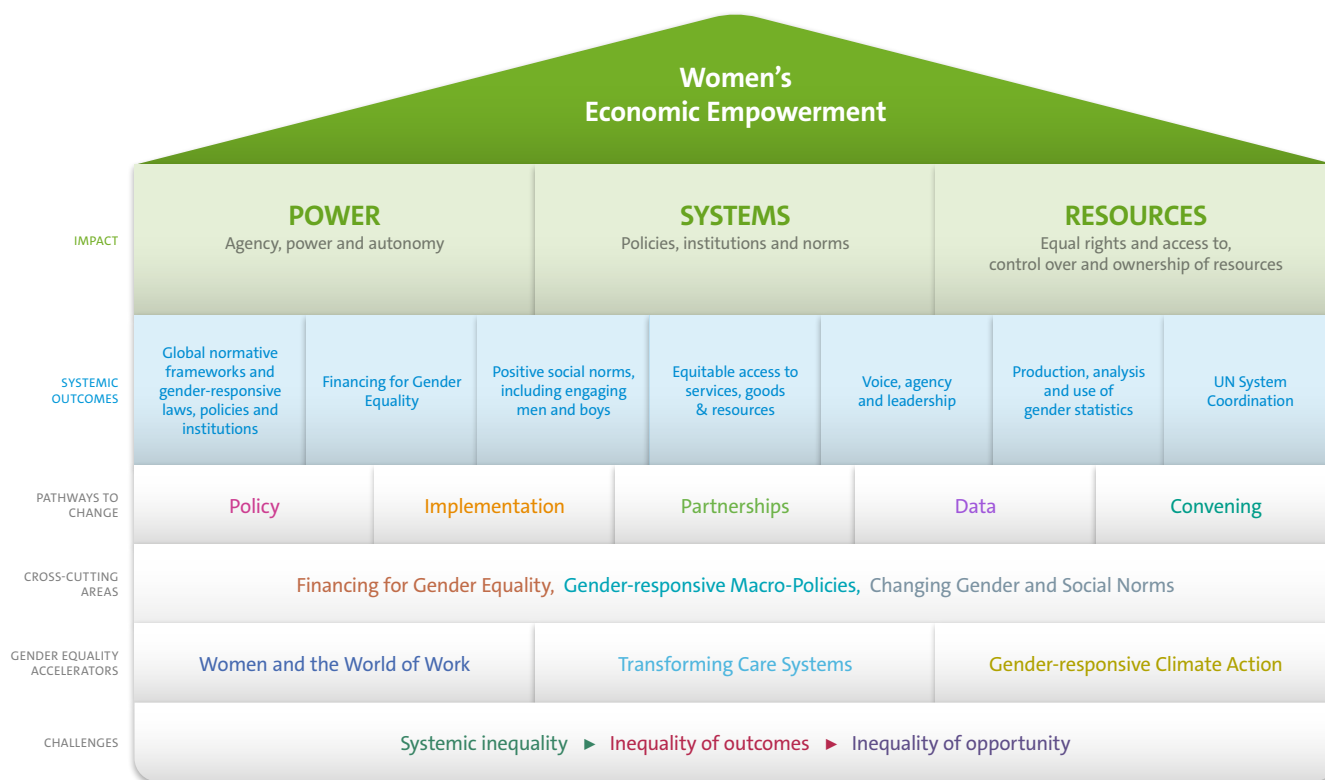 Women's
Economic Empowerment
IMPACT
POWER
Agency, power and autonomy
SYSTEMS
Policies, institutions and norms
RESOURCES
Equal rights and access to,
control over and ownership of resources
SYSTEMIC
OUTCOMES
Global normative
frameworks and
gender-responsive
laws, policies and
institutions
Financing for Gender
Equality
Positive social norms,
including engaging
men and boys
Equitable access to
services, goods
& resources
Voice, agency
and leadership
Production, analysis
and use of
gender statistics
UN System
Coordination
PATHWAYS TO
CHANGE
Policy
Implementation
Partnerships
Data
Convening
CROSS-CUTTING
AREAS
Financing for Gender Equality, Gender-responsive Macro-Policies, Changing Gender and Social Norms
GENDER EQUALITY
ACCELERATORS
Women and the World of Work
Transforming Care Systems
Gender-responsive Climate Action
CHALLENGES
Systemic inequality ► Inequality of outcomes ► Inequality of opportunity